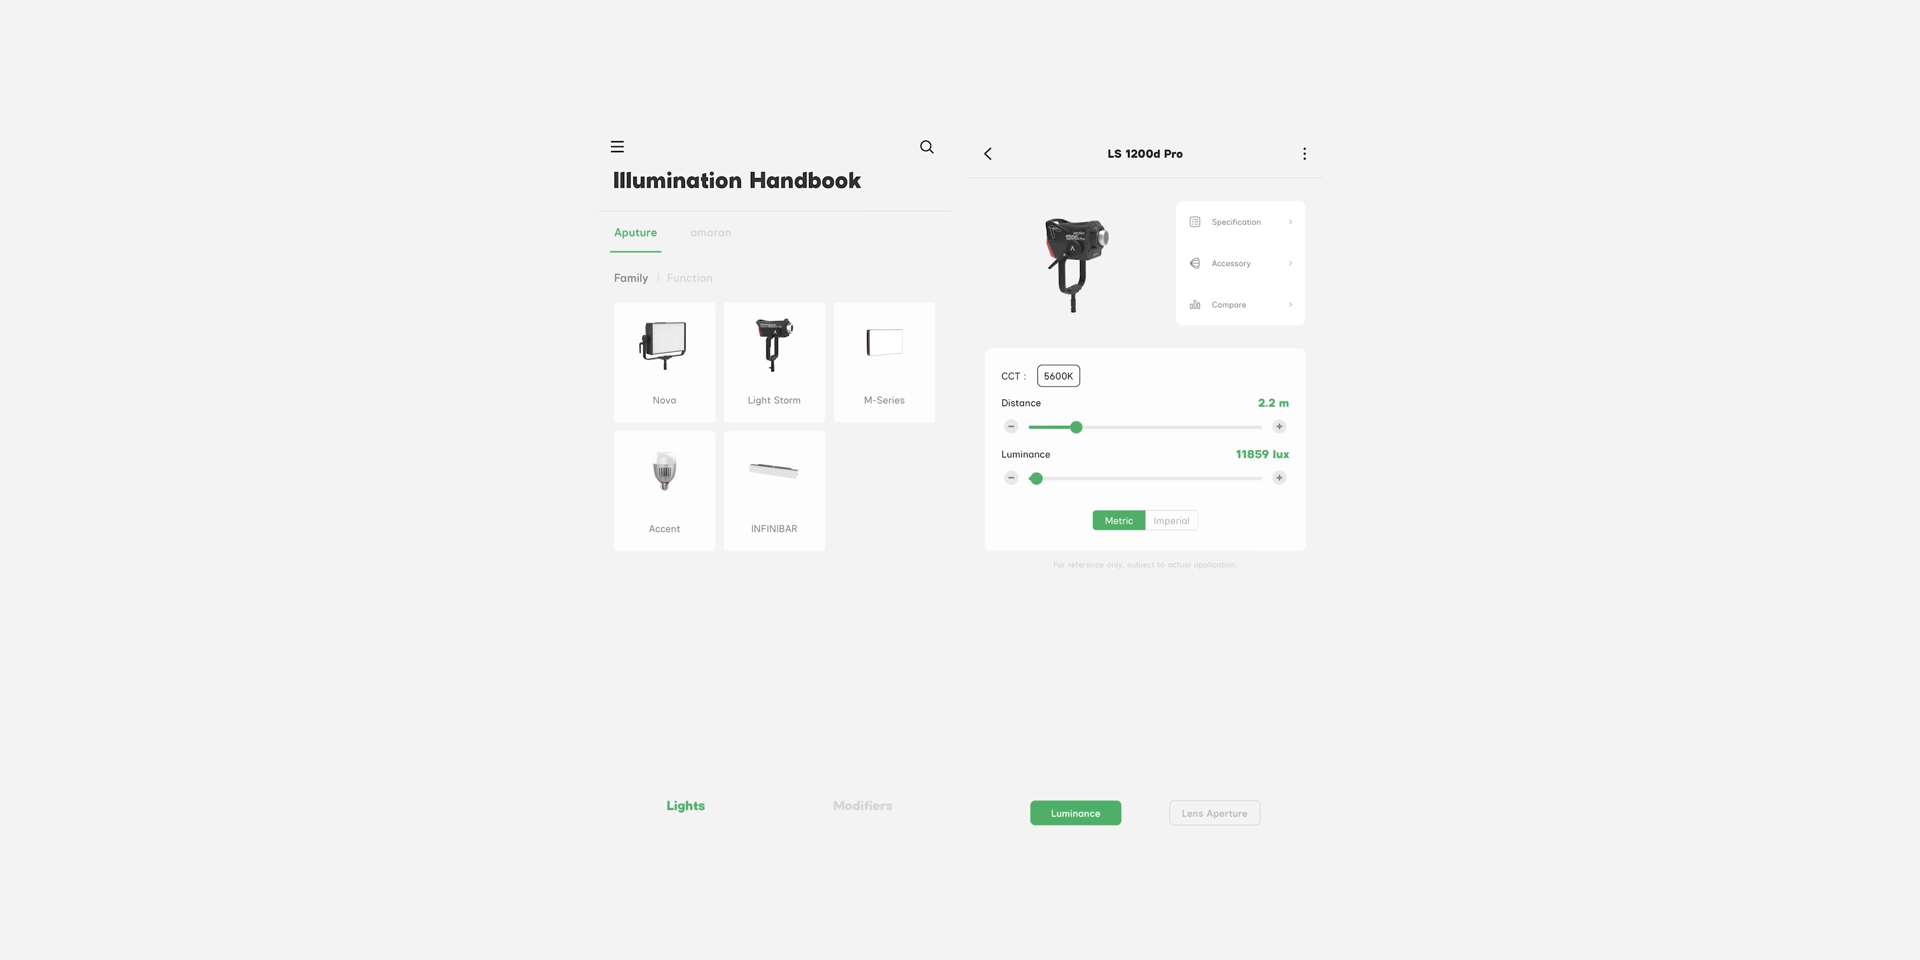 Illumination Handbook
Aputure
amaran
Family
Function
Nova
Light Storm
M-Series
Accent
INFINIBAR
Lights
Modifiers
LS 1200d Pro
Specification
Accessory
Compare
CCT :
5600K
Distance
2.2 m
Luminance
11859 lux
Metric
Imperial
For reference only, subject to actual application.
Luminance
Lens Aperture